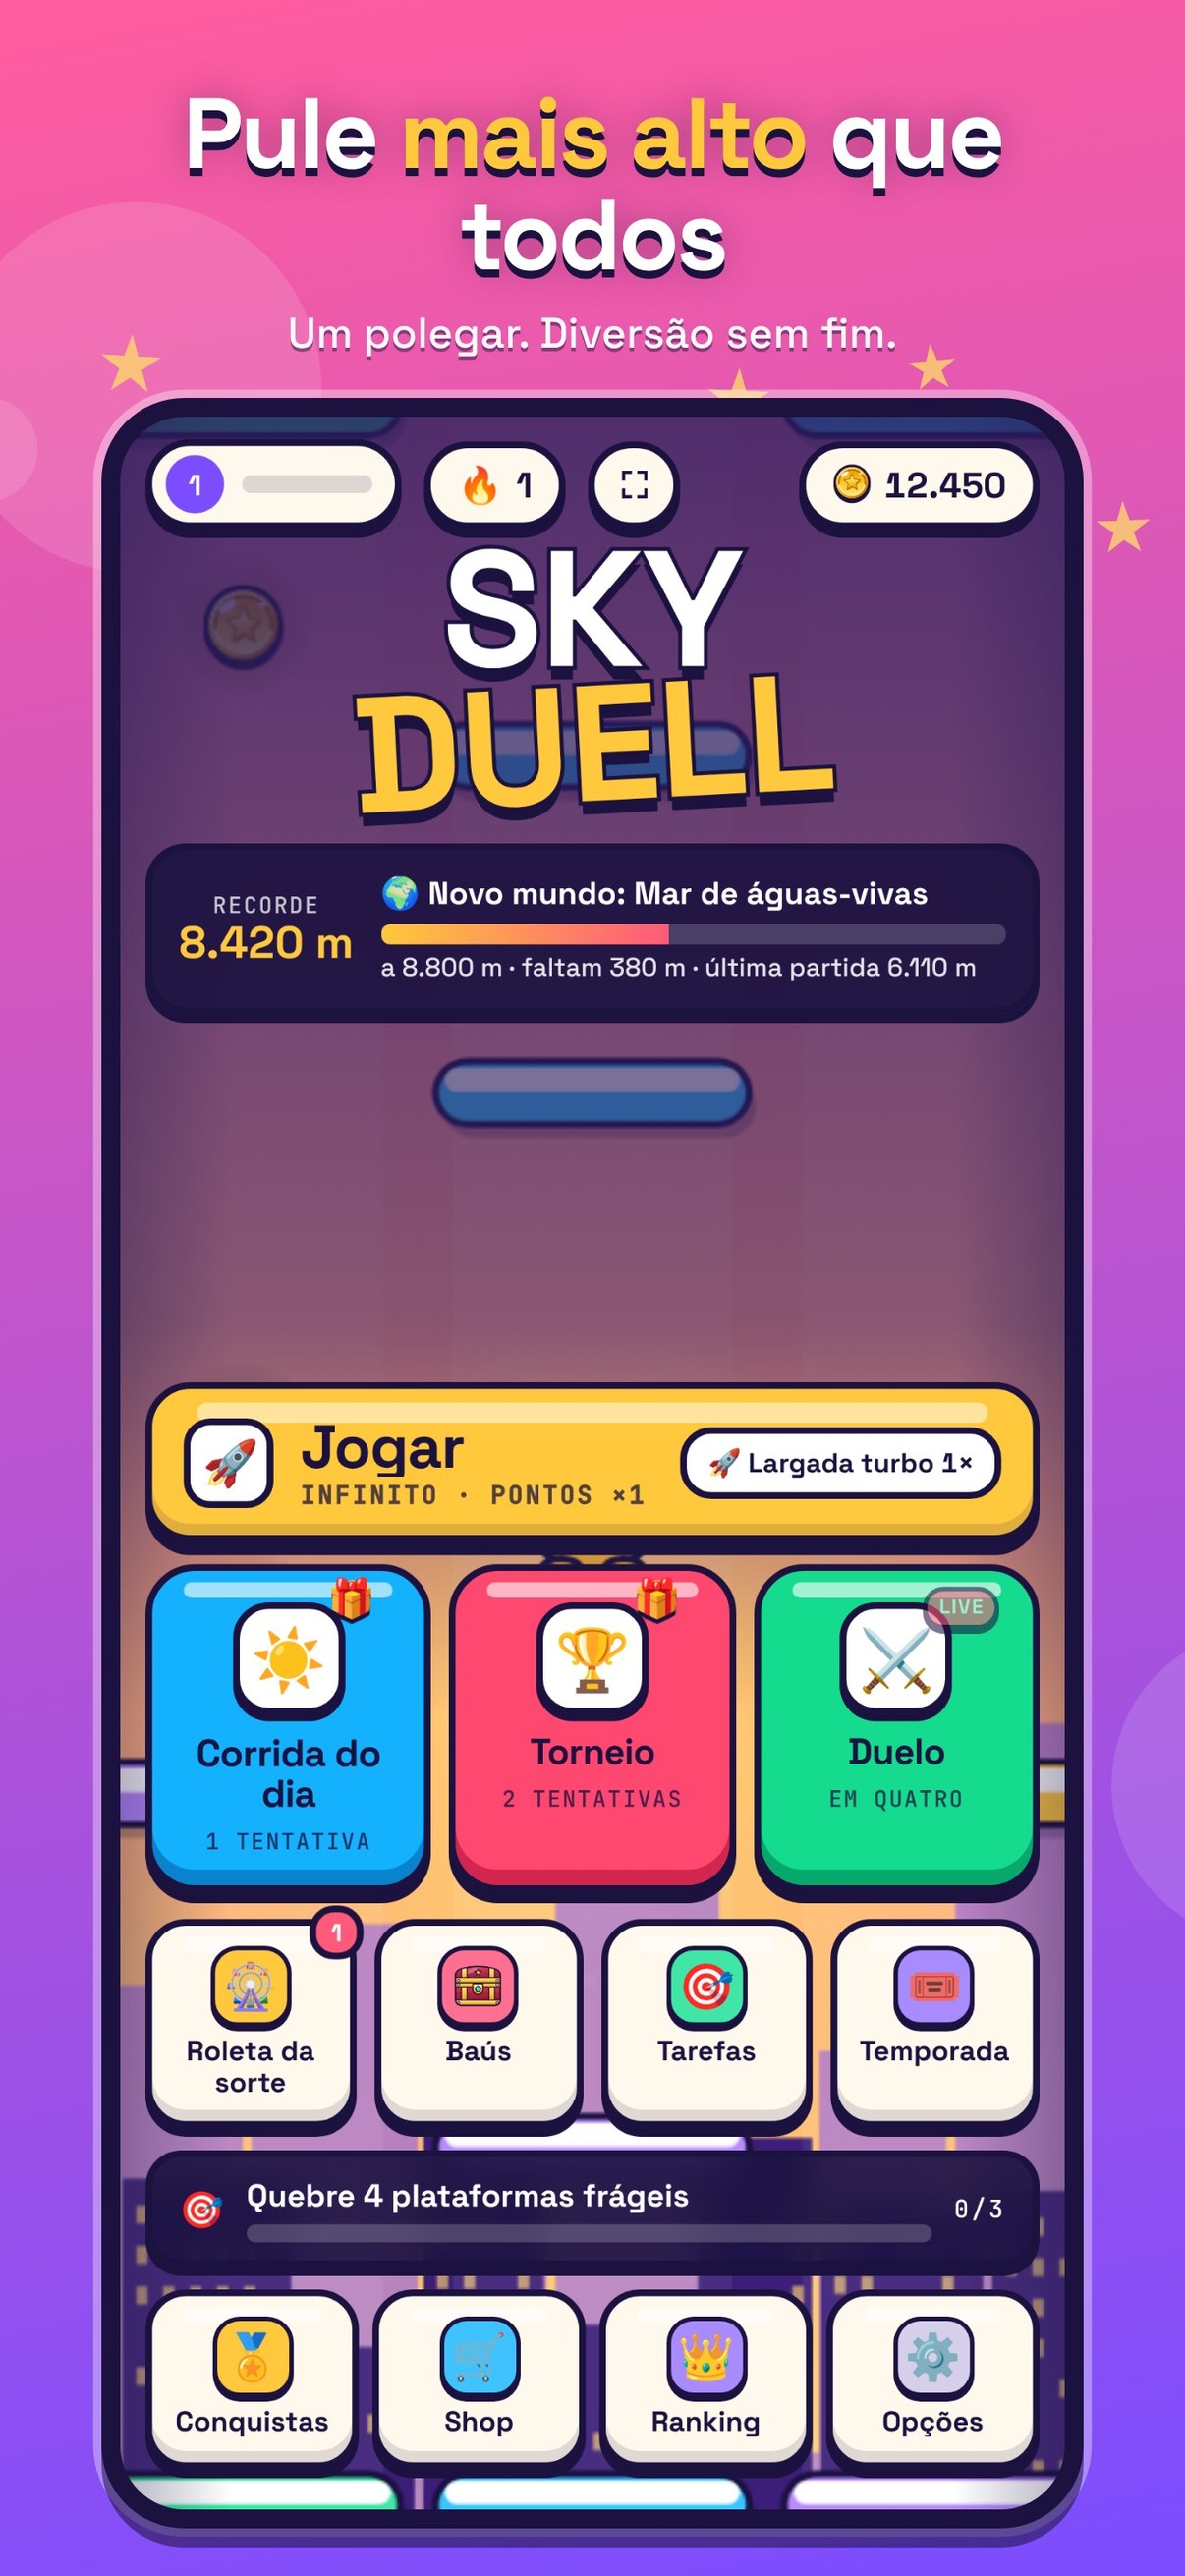 Pule mais alto que
todos
Um polegar. Diversão sem fim.
1
1
12.450
SKY
DUELL
RECORDE
8.420 m
Novo mundo: Mar de águas-vivas
a 8.800 m · faltam 380 m · última partida 6.110 m
Jogar
INFINITO · PONTOS ×1
Largada turbo 1×
Corrida do
dia
1 TENTATIVA
Torneio
2 TENTATIVAS
LIVE
Duelo
EM QUATRO
1
Roleta da
sorte
Baús
Tarefas
Temporada
Quebre 4 plataformas frágeis
0/3
Conquistas
Shop
Ranking
Opções